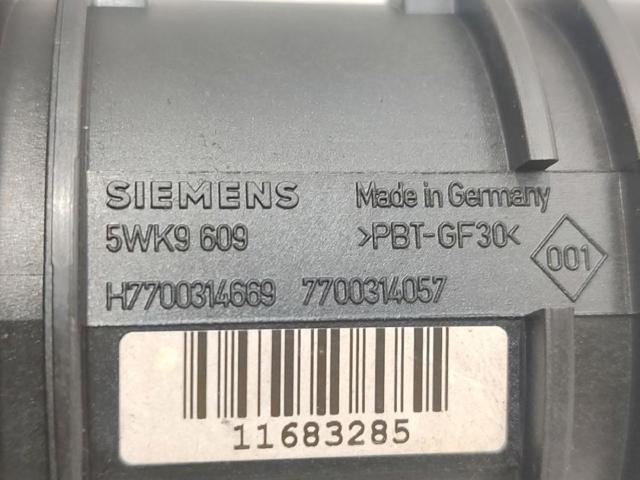 SIEMENS Made in Germany
5WK9 609 >PBT-GF30< 001
H7700314669 7700314057
11683285